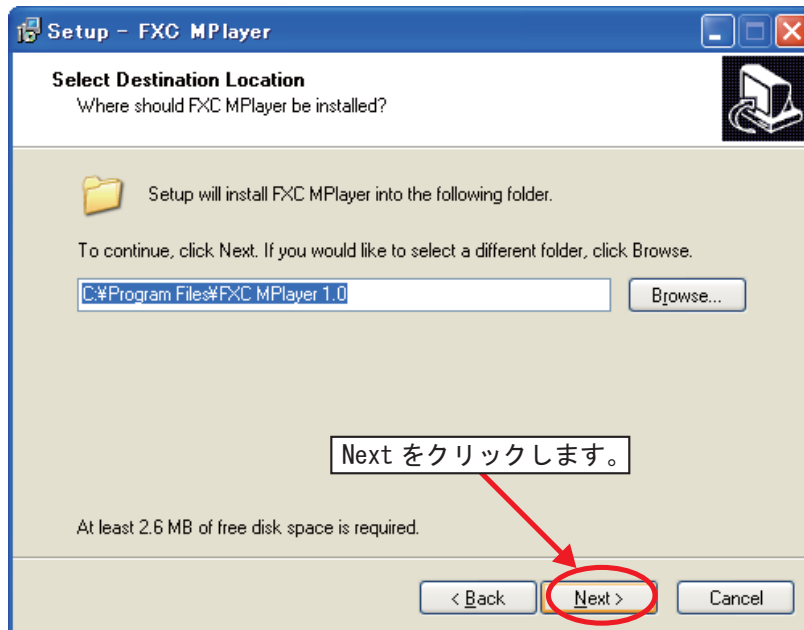 Setup - FXC MPlayer
Select Destination Location
Where should FXC MPlayer be installed?
Setup will install FXC MPlayer into the following folder.
To continue, click Next. If you would like to select a different folder, click Browse.
C:¥Program Files¥FXC MPlayer 1.0
Browse...
Next をクリックします。
At least 2.6 MB of free disk space is required.
< Back
Next >
Cancel